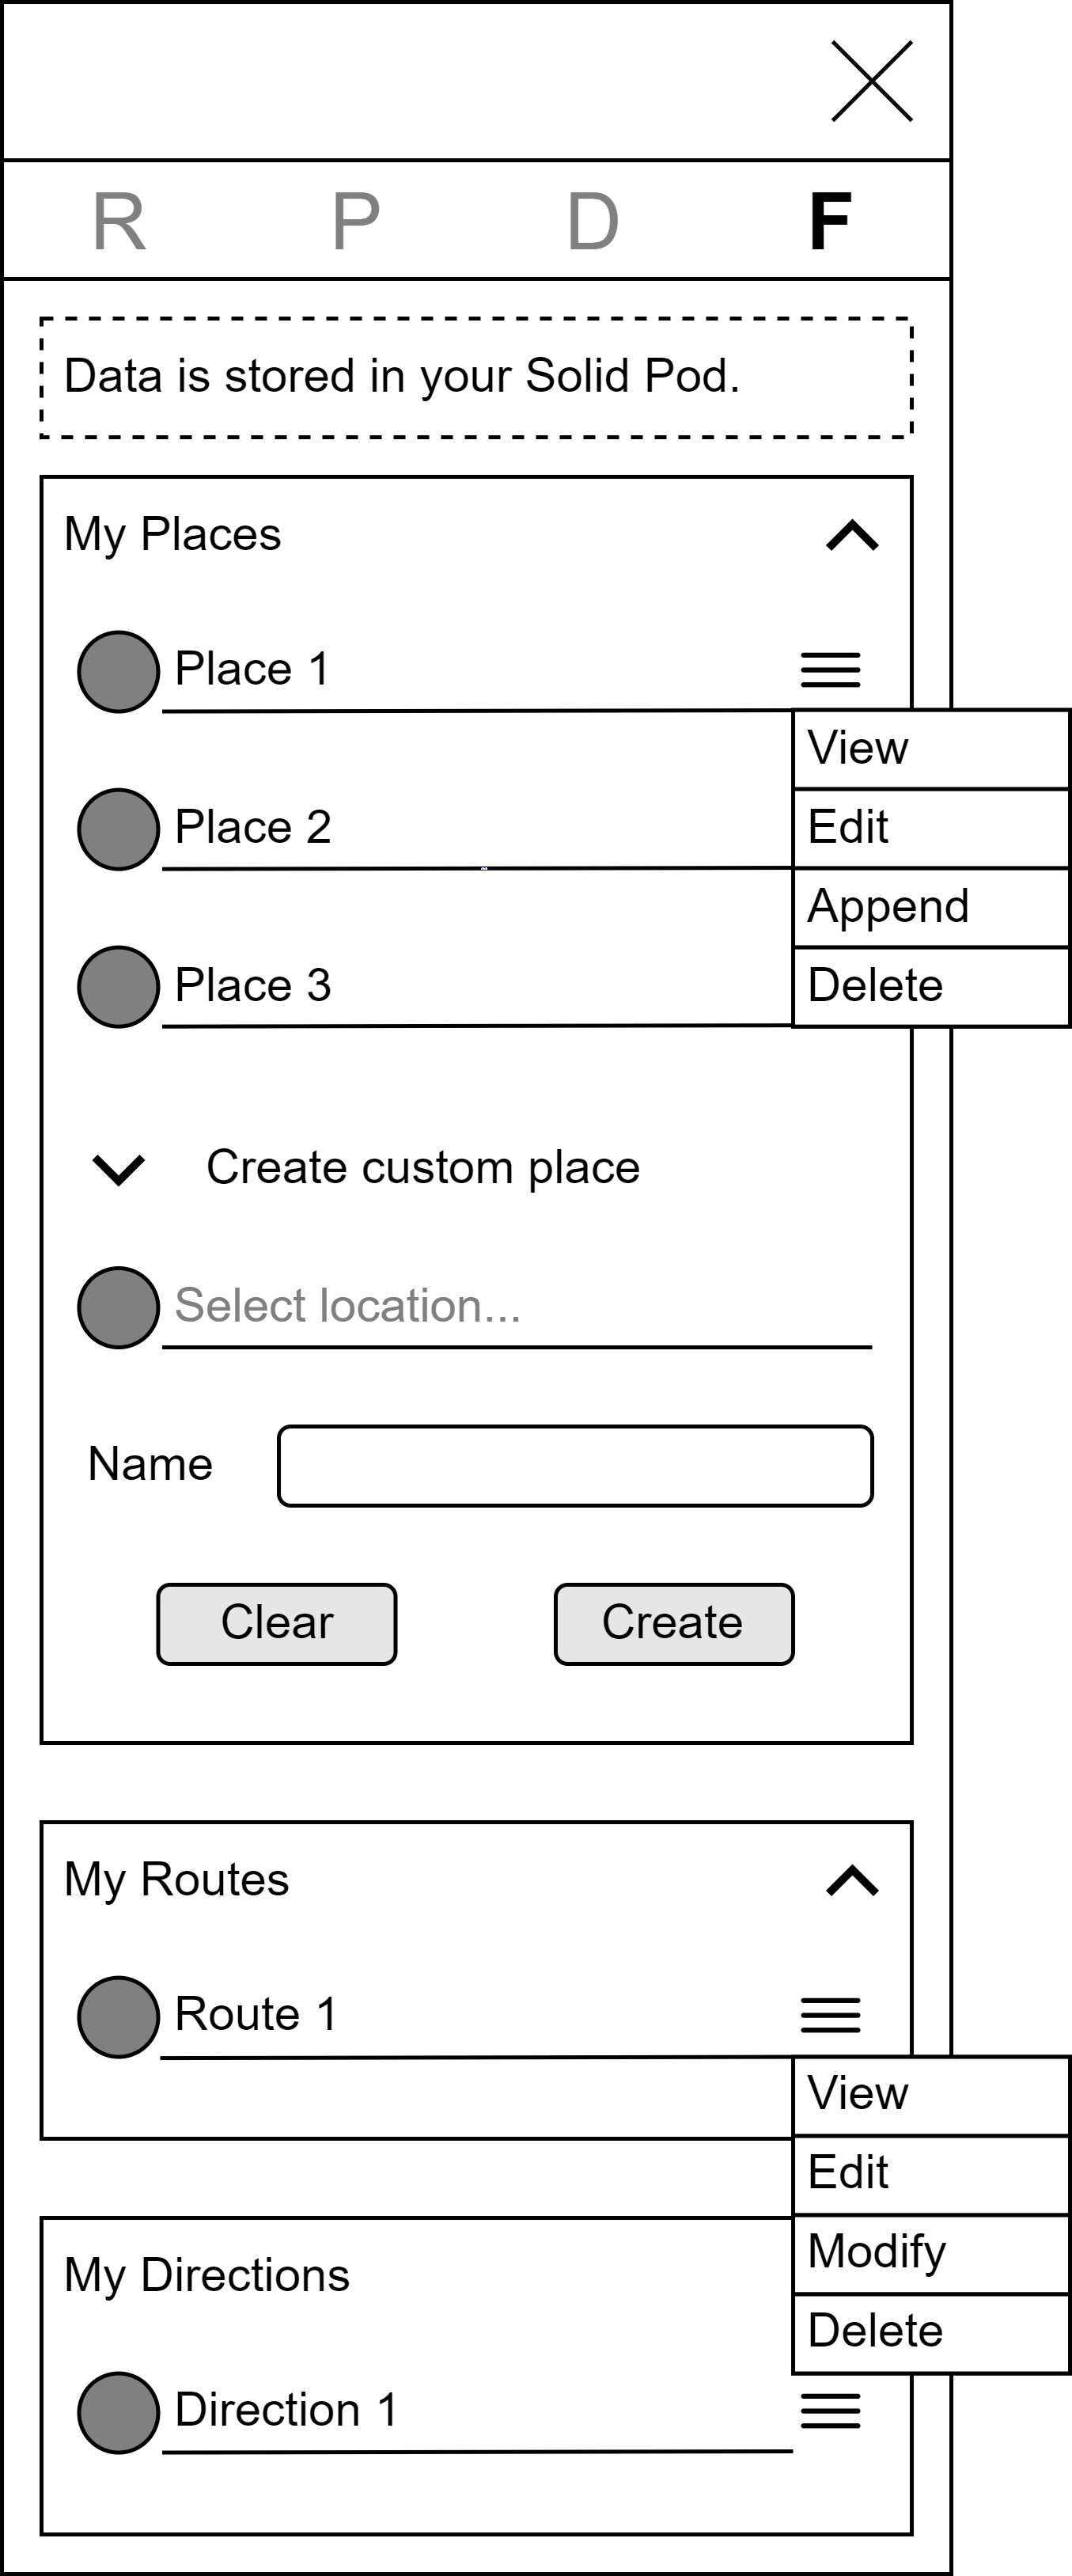 R P D F
Data is stored in your Solid Pod.
My Places
Place 1
View
Place 2
Edit
Append
Place 3
Delete
Create custom place
Select location...
Name
Clear
Create
My Routes
Route 1
View
Edit
Modify
My Directions
Delete
Direction 1